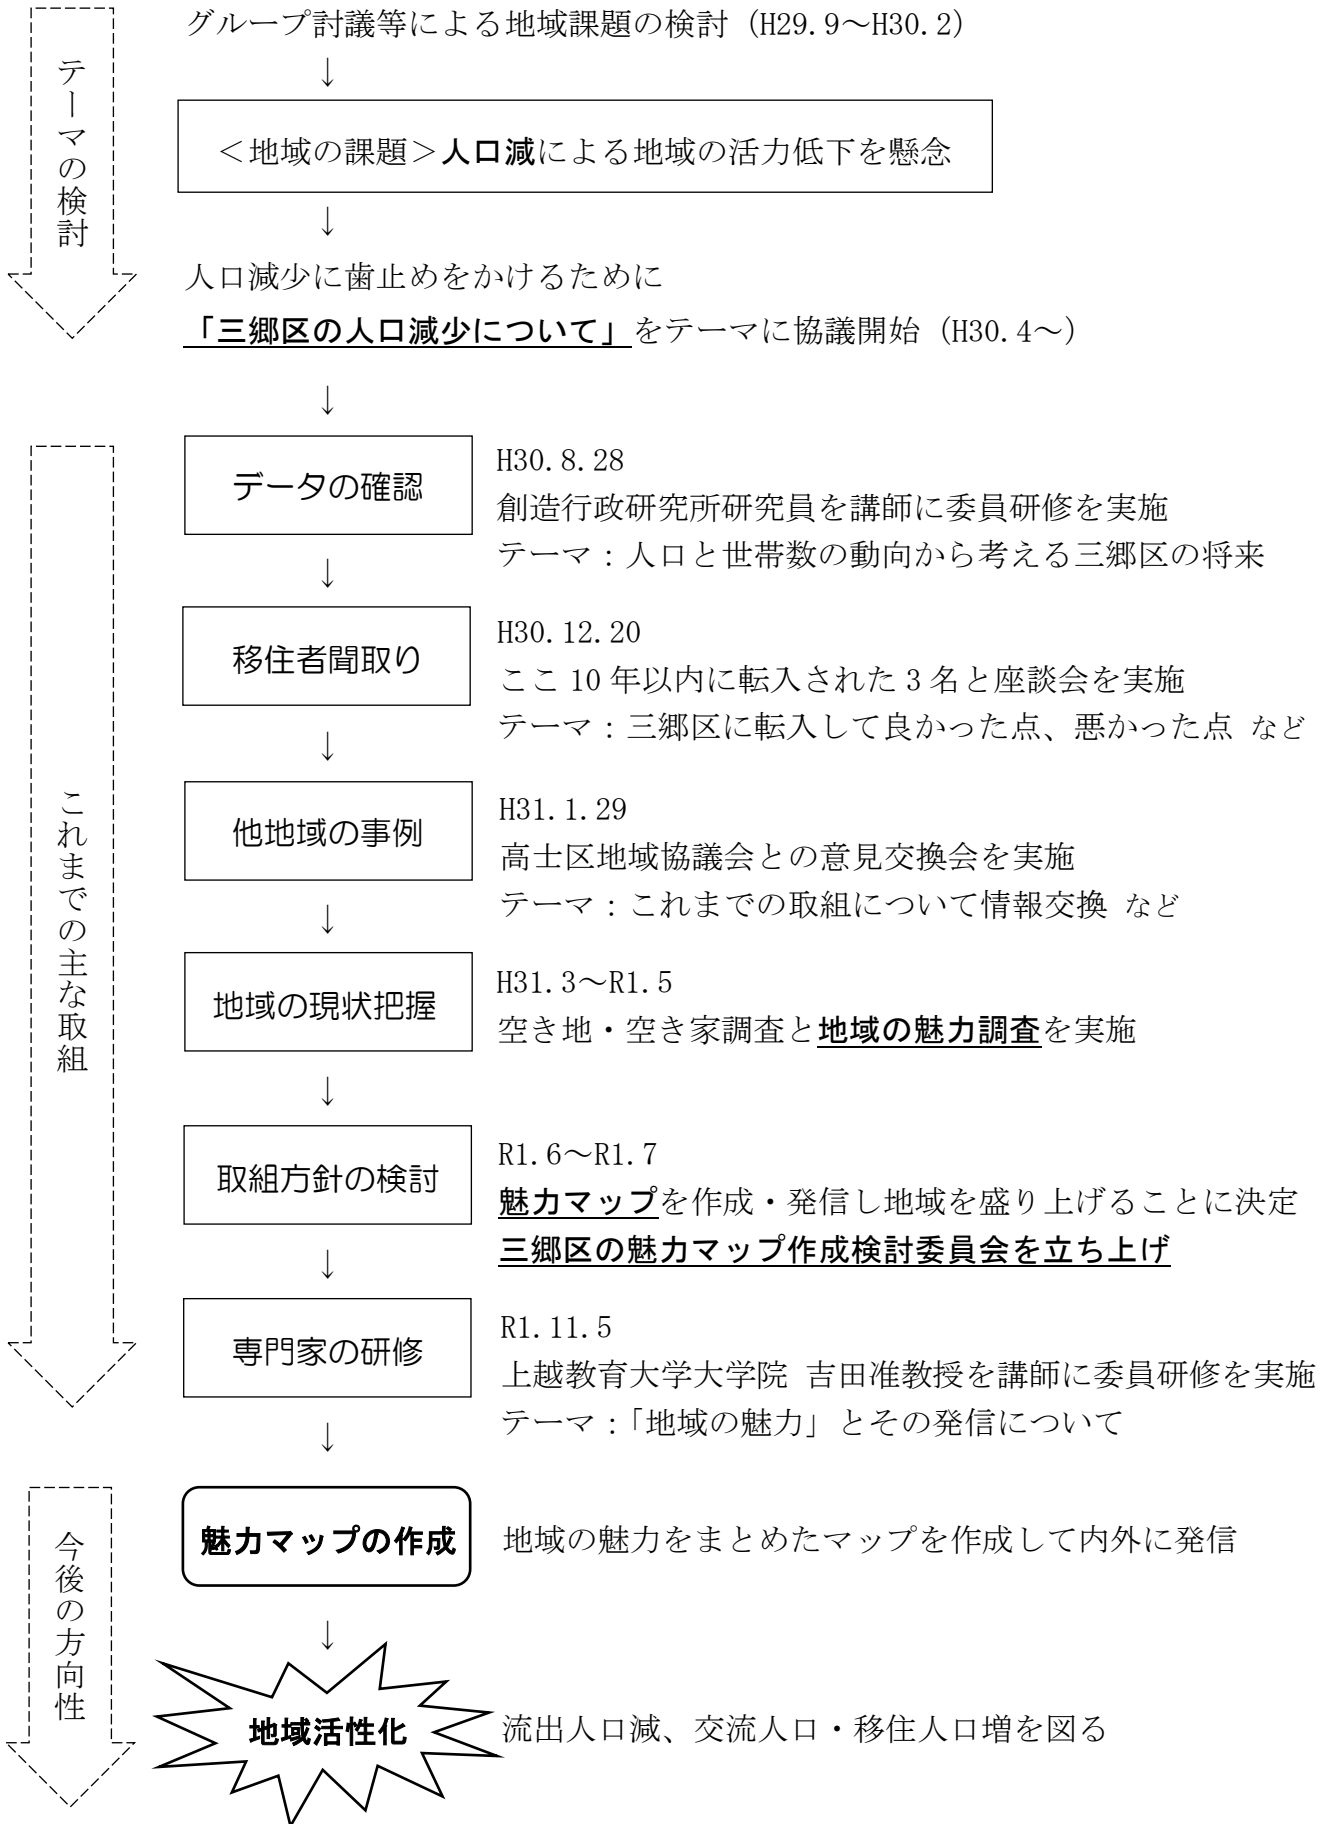 テーマの検討
グループ討議等による地域課題の検討（H29.9～H30.2）
↓
＜地域の課題＞人口減による地域の活力低下を懸念
↓
人口減少に歯止めをかけるために
「三郷区の人口減少について」をテーマに協議開始（H30.4～）
↓
これまでの主な取組
データの確認
H30.8.28
創造行政研究所研究員を講師に委員研修を実施
テーマ：人口と世帯数の動向から考える三郷区の将来
↓
移住者聞取り
H30.12.20
ここ10年以内に転入された3名と座談会を実施
テーマ：三郷区に転入して良かった点、悪かった点 など
↓
他地域の事例
H31.1.29
高士区地域協議会との意見交換会を実施
テーマ：これまでの取組について情報交換 など
↓
地域の現状把握
H31.3～R1.5
空き地・空き家調査と地域の魅力調査を実施
↓
取組方針の検討
R1.6～R1.7
魅力マップを作成・発信し地域を盛り上げることに決定
三郷区の魅力マップ作成検討委員会を立ち上げ
↓
専門家の研修
R1.11.5
上越教育大学大学院 吉田准教授を講師に委員研修を実施
テーマ：「地域の魅力」とその発信について
↓
今後の方向性
魅力マップの作成
地域の魅力をまとめたマップを作成して内外に発信
↓
地域活性化
流出人口減、交流人口・移住人口増を図る